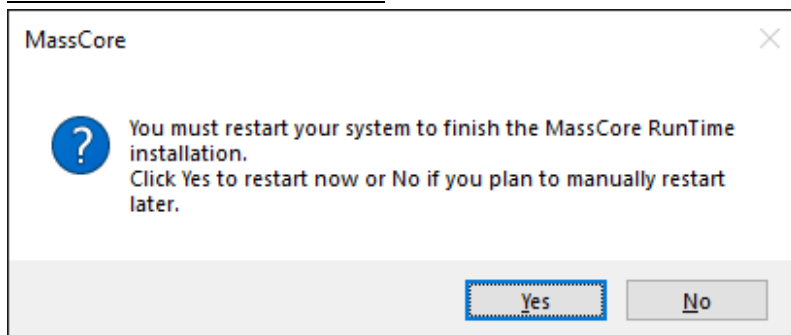 MassCore
You must restart your system to finish the MassCore RunTime
installation.
Click Yes to restart now or No if you plan to manually restart
later.
Yes
No